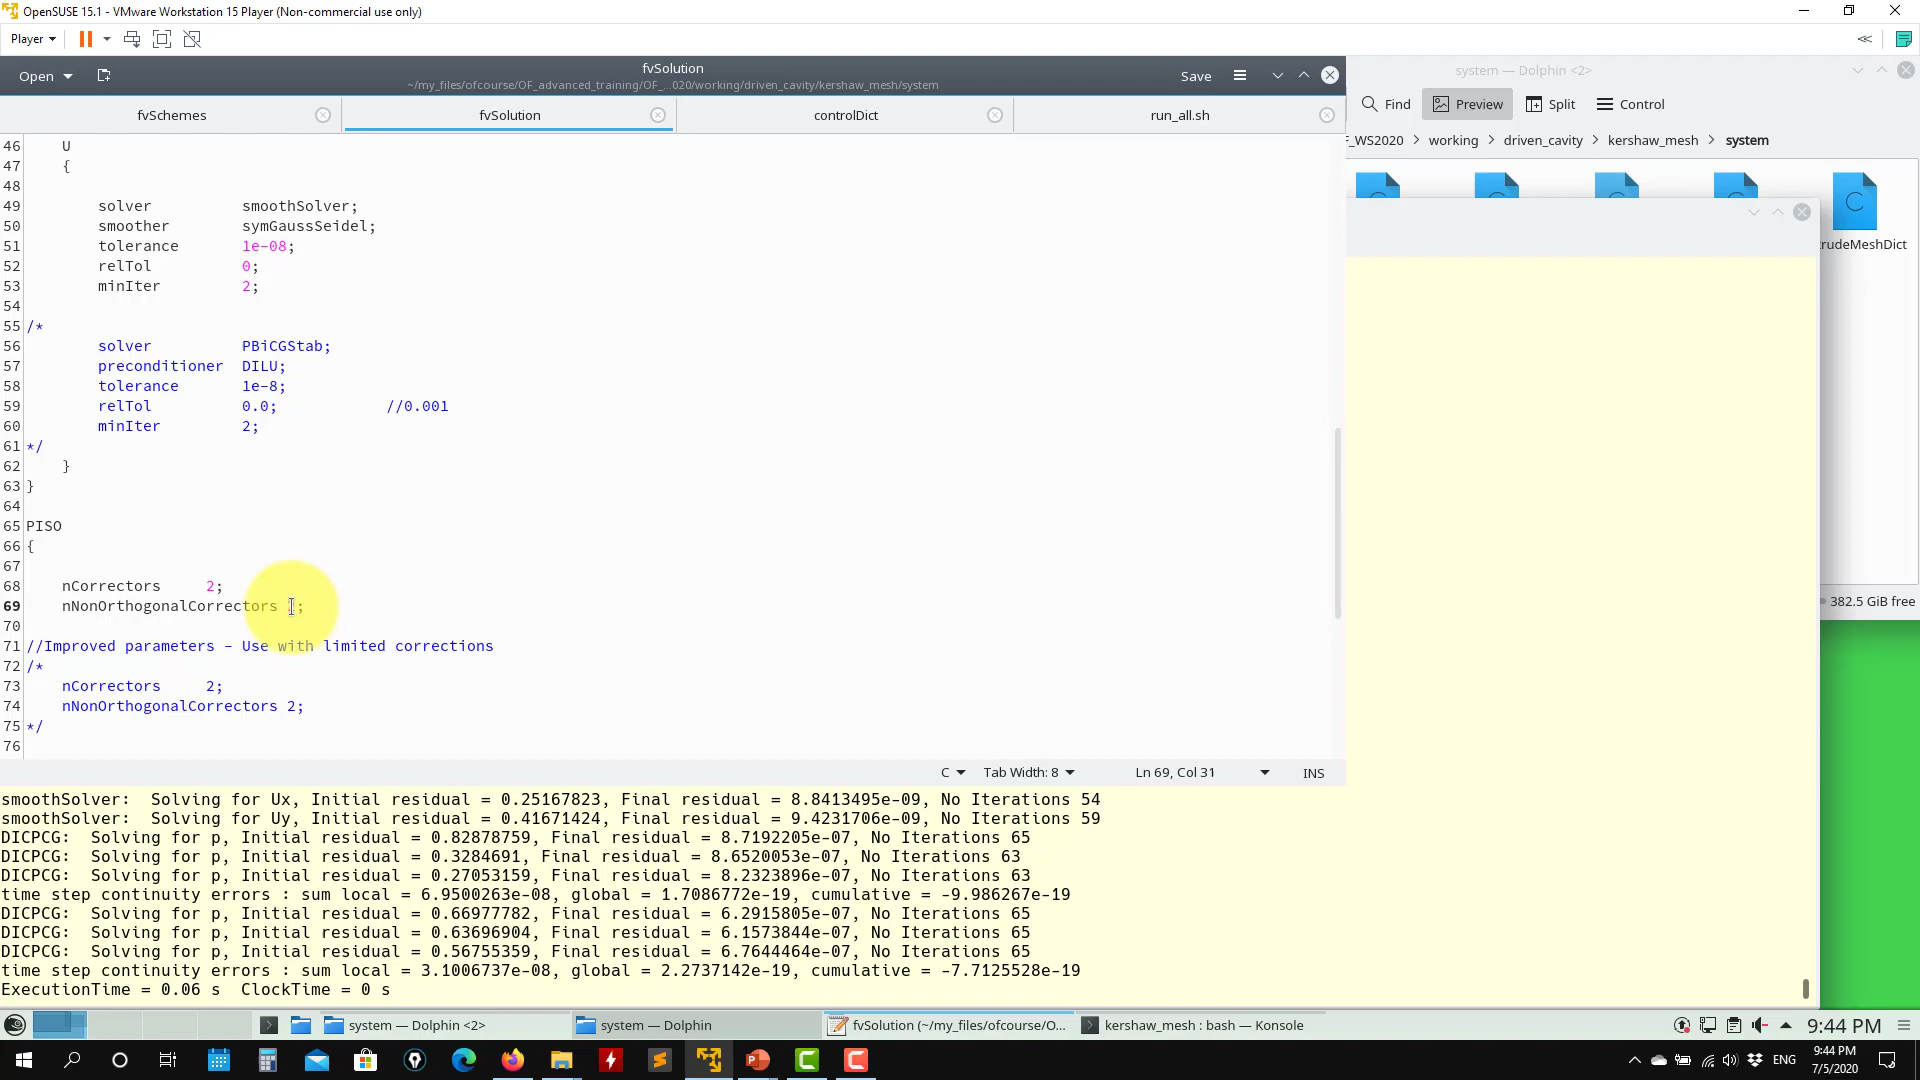 OpenSUSE 15.1 - VMware Workstation 15 Player (Non-commercial use only)
Player
Open
fvSolution
~/my_files/ofcourse/OF_advanced_training/OF_...020/working/driven_cavity/kershaw_mesh/system
Save
system — Dolphin <2>
fvSchemes
fvSolution
controlDict
run_all.sh
Find
Preview
Split
Control
F_WS2020 > working > driven_cavity > kershaw_mesh > system
46 U
47 {
48
49 solver smoothSolver;
50 smoother symGaussSeidel;
51 tolerance 1e-08;
52 relTol 0;
53 minIter 2;
54
55 /*
56 solver PBiCGStab;
57 preconditioner DILU;
58 tolerance 1e-8;
59 relTol 0.0; //0.001
60 minIter 2;
61 */
62 }
63 }
64
65 PISO
66 {
67
68 nCorrectors 2;
69 nNonOrthogonalCorrectors ;
70
71 //Improved parameters - Use with limited corrections
72 /*
73 nCorrectors 2;
74 nNonOrthogonalCorrectors 2;
75 */
76
C
Tab Width: 8
Ln 69, Col 31
INS
trudeMeshDict
382.5 GiB free
smoothSolver: Solving for Ux, Initial residual = 0.25167823, Final residual = 8.8413495e-09, No Iterations 54
smoothSolver: Solving for Uy, Initial residual = 0.41671424, Final residual = 9.4231706e-09, No Iterations 59
DICPCG: Solving for p, Initial residual = 0.82878759, Final residual = 8.7192205e-07, No Iterations 65
DICPCG: Solving for p, Initial residual = 0.3284691, Final residual = 8.6520053e-07, No Iterations 63
DICPCG: Solving for p, Initial residual = 0.27053159, Final residual = 8.2323896e-07, No Iterations 63
time step continuity errors : sum local = 6.9500263e-08, global = 1.7086772e-19, cumulative = -9.986267e-19
DICPCG: Solving for p, Initial residual = 0.66977782, Final residual = 6.2915805e-07, No Iterations 65
DICPCG: Solving for p, Initial residual = 0.63696904, Final residual = 6.1573844e-07, No Iterations 65
DICPCG: Solving for p, Initial residual = 0.56755359, Final residual = 6.7644464e-07, No Iterations 65
time step continuity errors : sum local = 3.1006737e-08, global = 2.2737142e-19, cumulative = -7.7125528e-19
ExecutionTime = 0.06 s ClockTime = 0 s
system — Dolphin <2>
system — Dolphin
fvSolution (~/my_files/ofcourse/O...
kershaw_mesh : bash — Konsole
9:44 PM
ENG
9:44 PM
7/5/2020